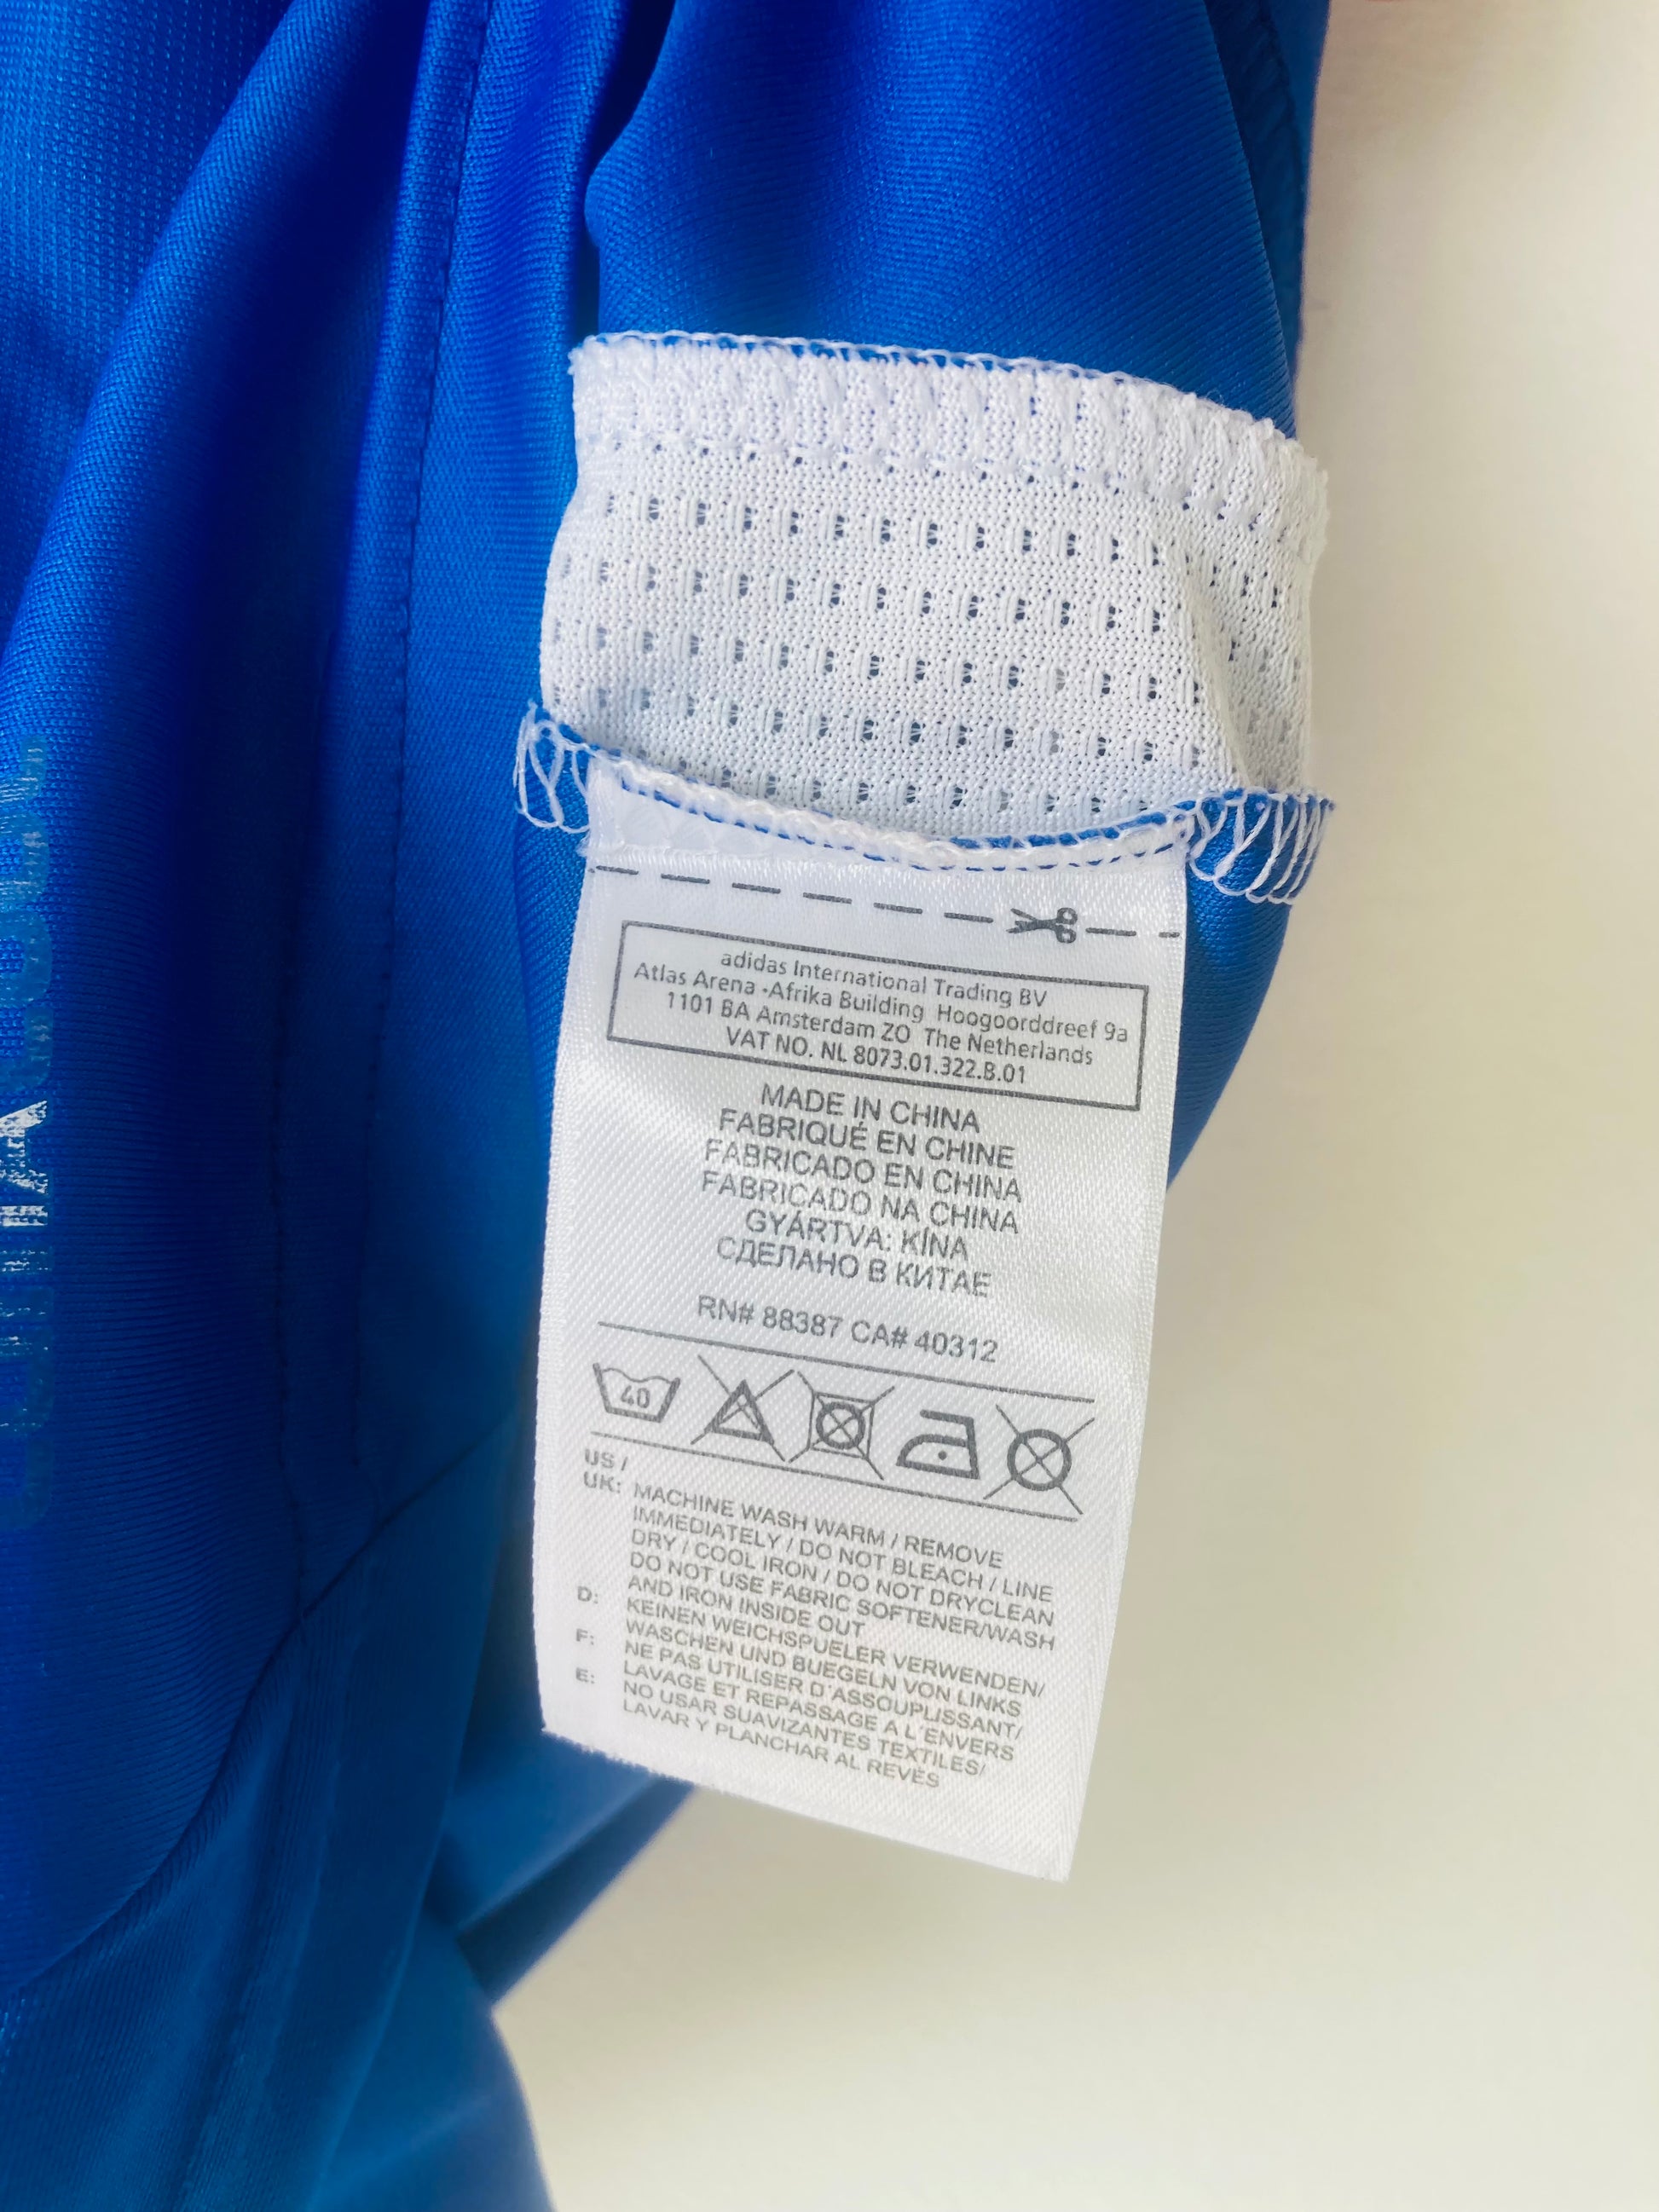 adidas International Trading BV
Atlas Arena -Afrika Building Hoogoorddreef 9a
1101 BA Amsterdam ZO The Netherlands
VAT NO. NL 8073.01.322.B.01
MADE IN CHINA
FABRIQUÉ EN CHINE
FABRICADO EN CHINA
FABRICADO NA CHINA
GYÁRTVA: KÍNA
СДЕЛАНО В КИТАЕ
RN# 88387 CA# 40312
40
US /
UK: MACHINE WASH WARM / REMOVE
IMMEDIATELY / DO NOT BLEACH / LINE
DRY / COOL IRON / DO NOT DRYCLEAN
DO NOT USE FABRIC SOFTENER/WASH
AND IRON INSIDE OUT
D: KEINEN WEICHSPUELER VERWENDEN/
WASCHEN UND BUEGELN VON LINKS
F: NE PAS UTILISER D'ASSOUPLISSANT/
LAVAGE ET REPASSAGE A L'ENVERS
E: NO USAR SUAVIZANTES TEXTILES/
LAVAR Y PLANCHAR AL REVÉS